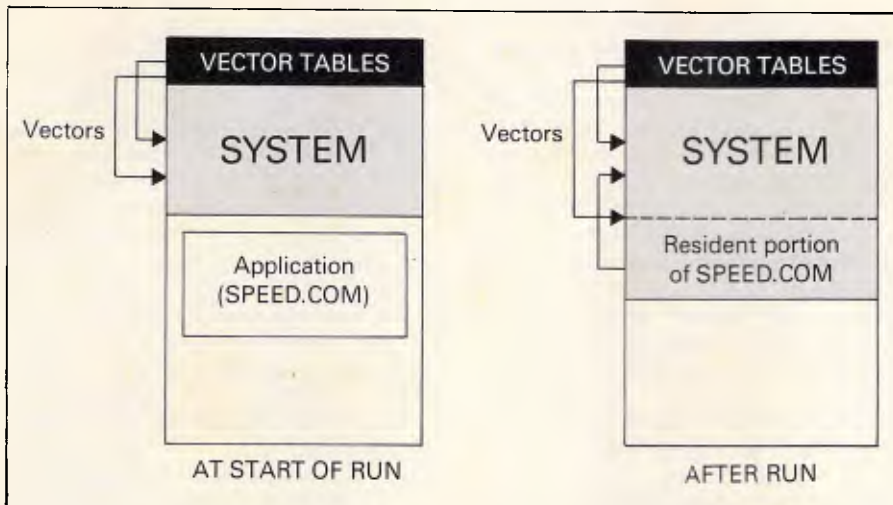 VECTOR TABLES
Vectors
SYSTEM
Application
(SPEED.COM)
AT START OF RUN
VECTOR TABLES
Vectors
SYSTEM
Resident portion
of SPEED.COM
AFTER RUN